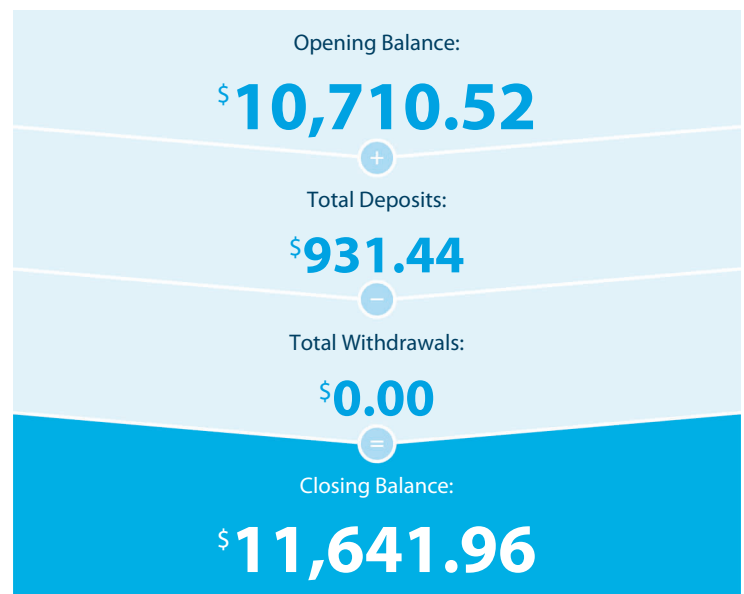 Opening Balance:
$10,710.52
+
Total Deposits:
$931.44
−
Total Withdrawals:
$0.00
=
Closing Balance:
$11,641.96